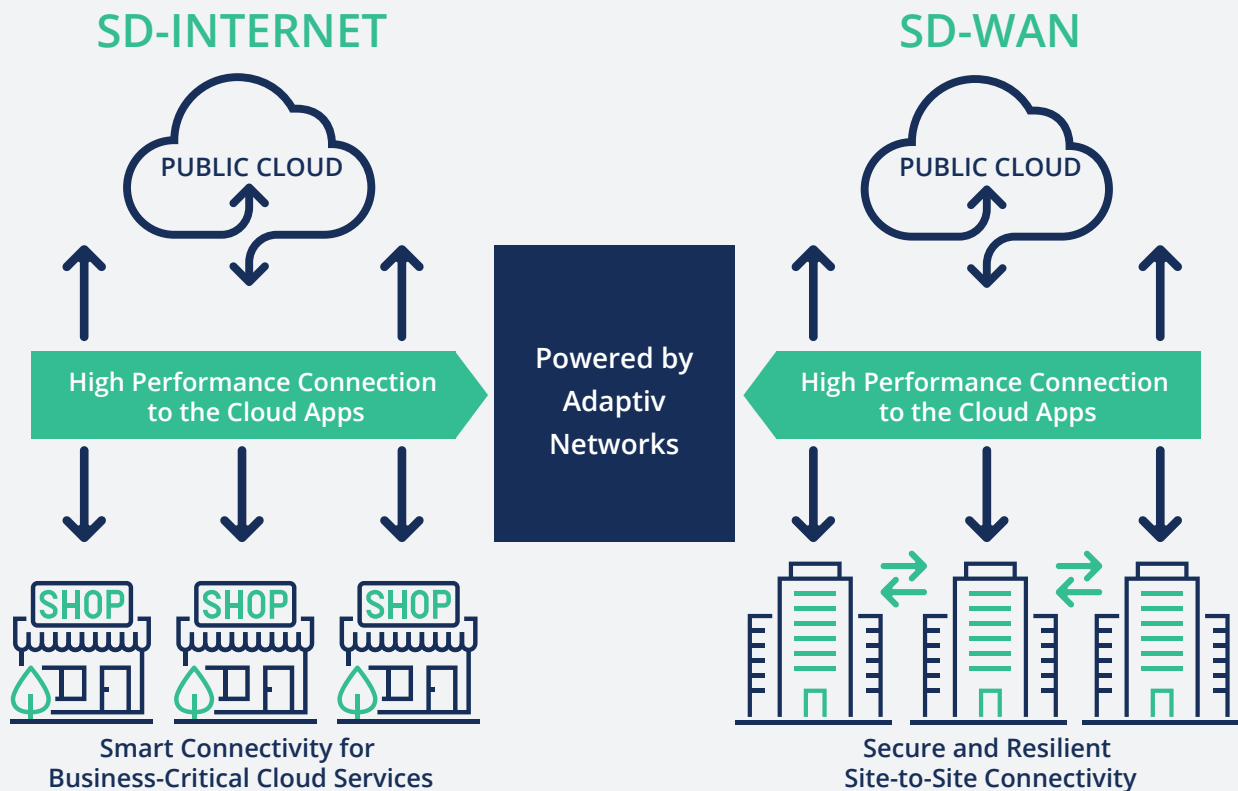 SD-INTERNET
PUBLIC CLOUD
High Performance Connection
to the Cloud Apps
SHOP
SHOP
SHOP
Smart Connectivity for
Business-Critical Cloud Services
Powered by
Adaptiv
Networks
SD-WAN
PUBLIC CLOUD
High Performance Connection
to the Cloud Apps
Secure and Resilient
Site-to-Site Connectivity